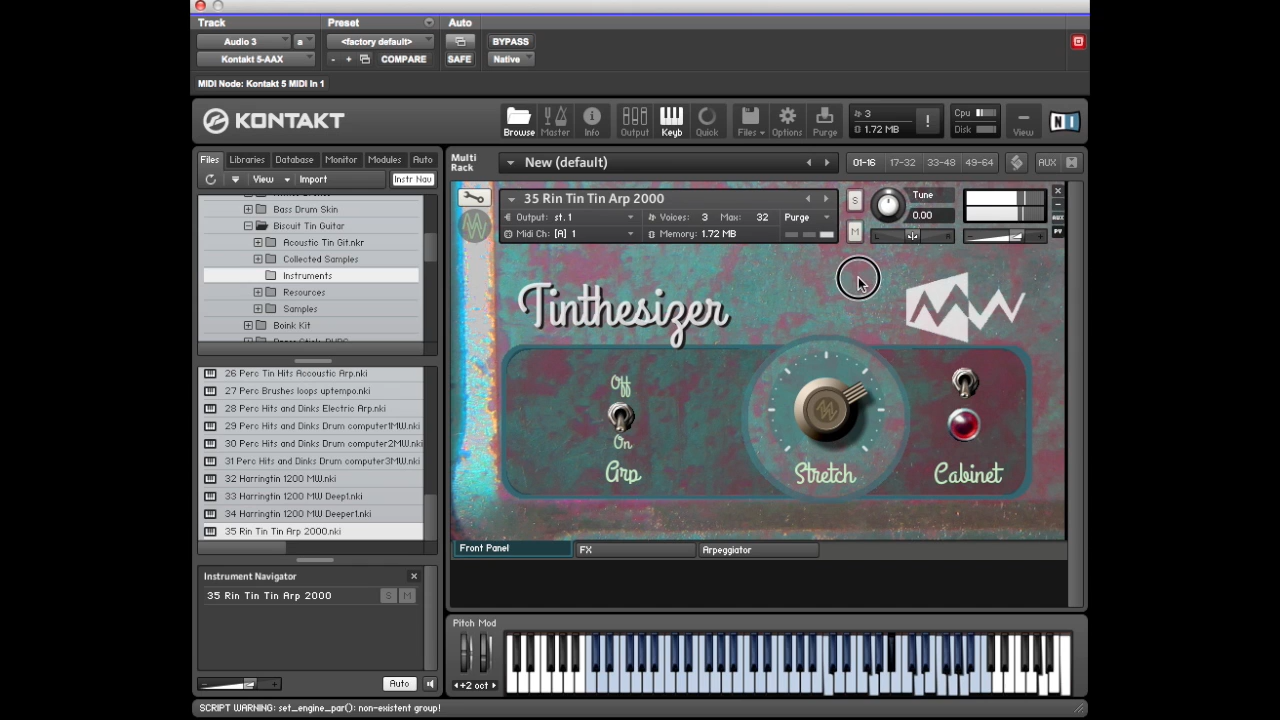 Track Preset Auto
Audio 3 a <factory default> BYPASS
Kontakt 5-AAX - + COMPARE SAFE Native
MIDI Node: Kontakt 5 MIDI In 1
KONTAKT Browse Master Info Output Keyb Quick Files Options Purge 3 1.72 MB ! Cpu Disk View NI
Files Libraries Database Monitor Modules Auto
View Import Instr Nav
Bass Drum Skin
Biscuit Tin Guitar
Acoustic Tin Git.nkr
Collected Samples
Instruments
Resources
Samples
Boink Kit
26 Perc Tin Hits Accoustic Arp.nki
27 Perc Brushes loops uptempo.nki
28 Perc Hits and Dinks Electric Arp.nki
29 Perc Hits and Dinks Drum computer1MW.nki
30 Perc Hits and Dinks Drum computer2MW.nki
31 Perc Hits and Dinks Drum computer3MW.nki
32 Harringtin 1200 MW.nki
33 Harringtin 1200 MW Deep1.nki
34 Harringtin 1200 MW Deeper1.nki
35 Rin Tin Tin Arp 2000.nki
Instrument Navigator
35 Rin Tin Tin Arp 2000 S M
Auto
Multi Rack New (default) 01-16 17-32 33-48 49-64 AUX
35 Rin Tin Tin Arp 2000 S Tune
Output: st.1 Voices: 3 Max: 32 Purge 0.00
Midi Ch: [A] 1 Memory: 1.72 MB M L R
AUX
PV
Tinthesizer MW
Off
On
Arp Stretch Cabinet
Front Panel FX Arpeggiator
Pitch Mod
+2 oct
SCRIPT WARNING: set_engine_par(): non-existent group!